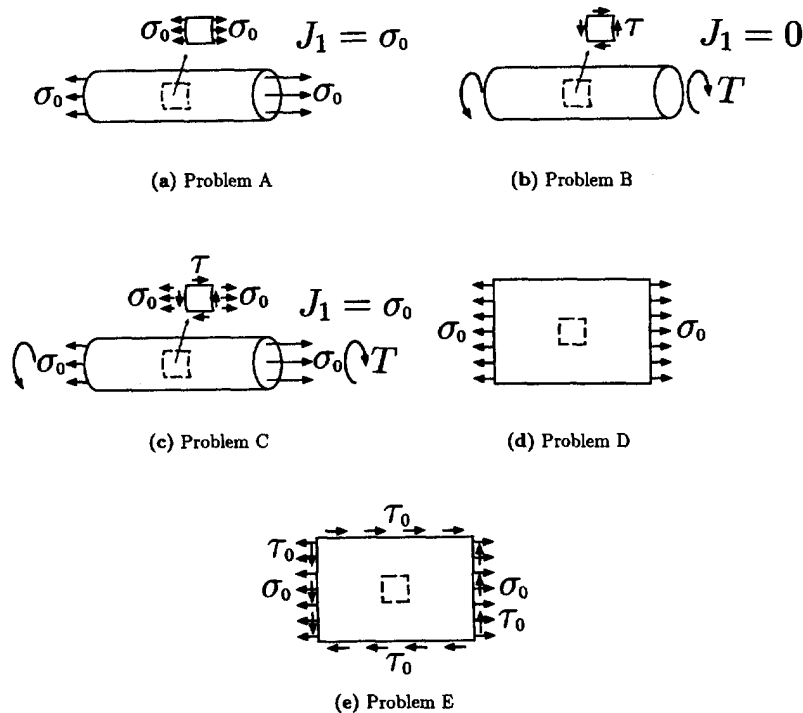 σ₀ σ₀ J₁ = σ₀
σ₀ σ₀
(a) Problem A
τ J₁ = 0
T
(b) Problem B
τ
σ₀ σ₀ J₁ = σ₀
σ₀ σ₀ T
(c) Problem C
σ₀ σ₀
(d) Problem D
τ₀
τ₀
σ₀ σ₀
τ₀
τ₀
(e) Problem E